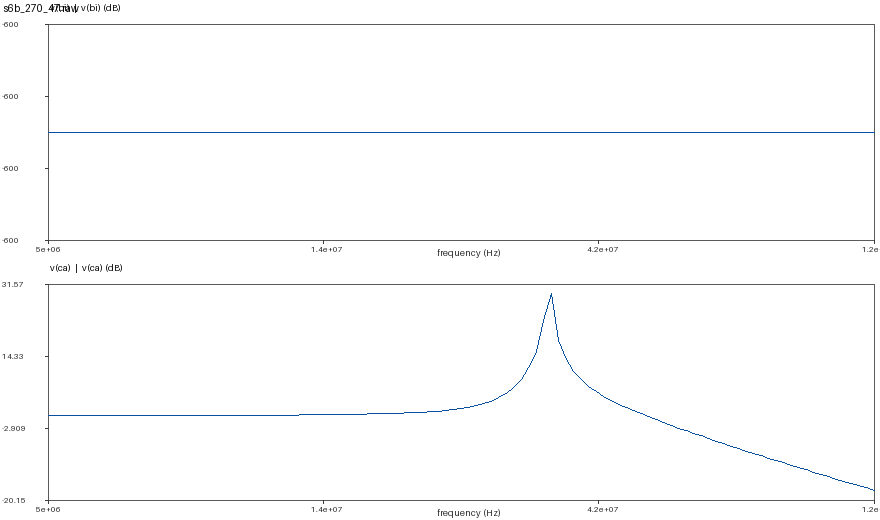 v(bi) (dB)
-600
-600
-600
-600
5e+06 1.4e+07 4.2e+07 1.2e
frequency (Hz)
v(ca) | v(ca) (dB)
31.57
14.33
-2.909
-20.15
5e+06 1.4e+07 4.2e+07 1.2e
frequency (Hz)